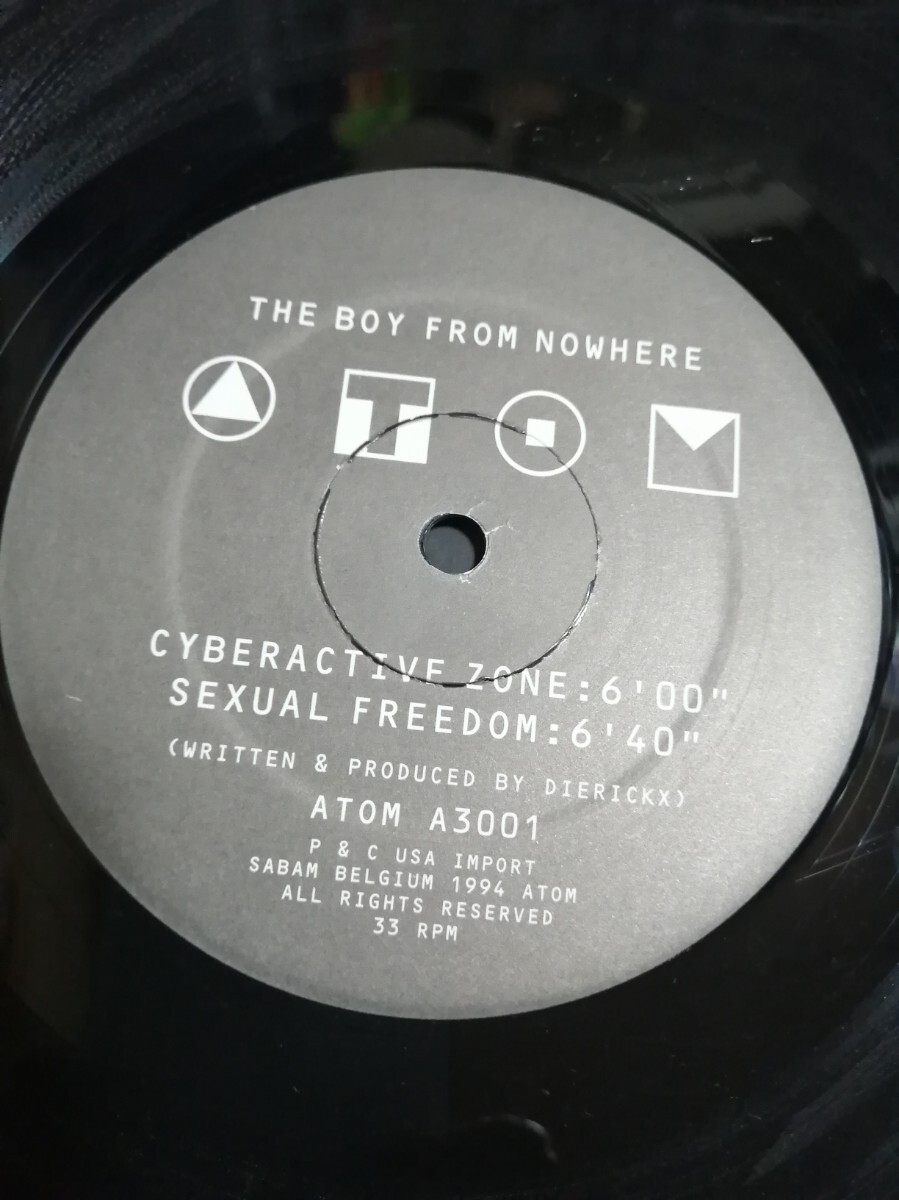 THE BOY FROM NOWHERE
ATOM
CYBERACTIVE ZONE:6'00"
SEXUAL FREEDOM:6'40"
(WRITTEN & PRODUCED BY DIERICKX)
ATOM A3001
P & C USA IMPORT
SABAM BELGIUM 1994 ATOM
ALL RIGHTS RESERVED
33 RPM